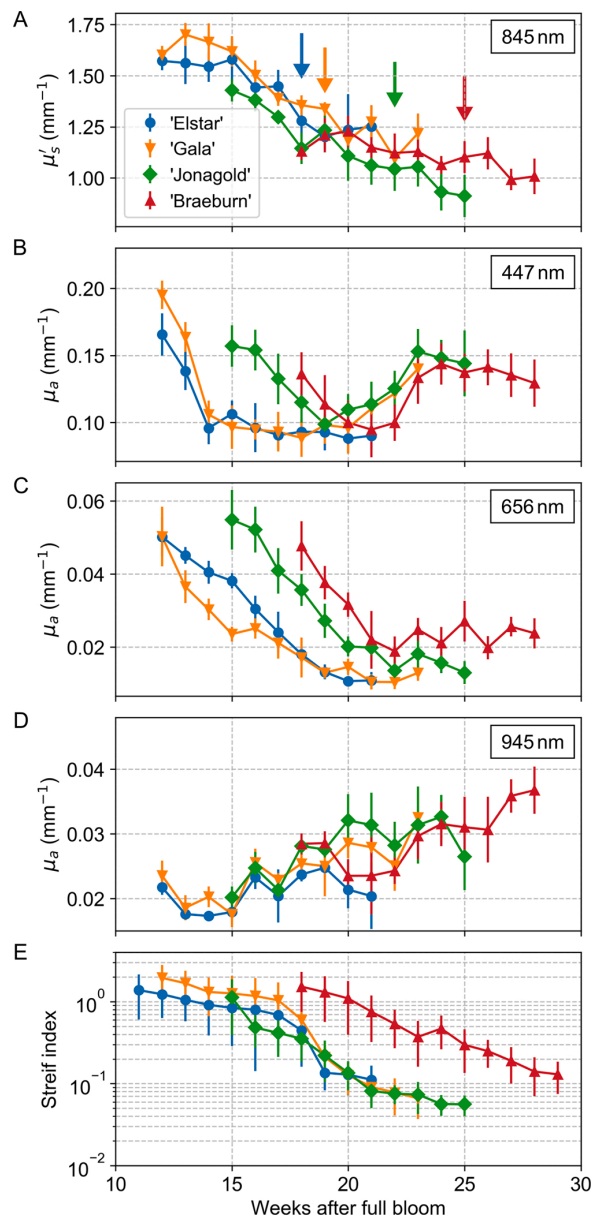 A
1.75
1.50
1.25
1.00
μ′s (mm⁻¹)
845 nm
'Elstar'
'Gala'
'Jonagold'
'Braeburn'
B
0.20
0.15
0.10
μa (mm⁻¹)
447 nm
C
0.06
0.04
0.02
μa (mm⁻¹)
656 nm
D
0.04
0.03
0.02
μa (mm⁻¹)
945 nm
E
10⁰
10⁻¹
10⁻²
Streif index
10 15 20 25 30
Weeks after full bloom